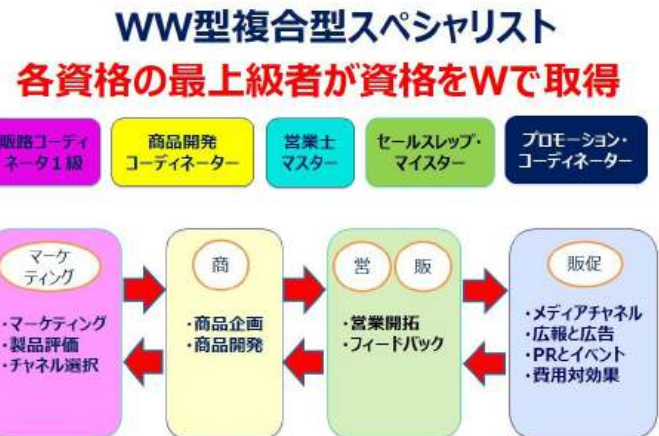 WW型複合型スペシャリスト
各資格の最上級者が資格をWで取得
販路コーディ
ネータ1級
商品開発
コーディネーター
営業士
マスター
セールスレップ・
マイスター
プロモーション・
コーディネーター
マーケ
ティング
・マーケティング
・製品評価
・チャネル選択
商
・商品企画
・商品開発
営
販
・営業開拓
・フィードバック
販促
・メディアチャネル
・広報と広告
・PRとイベント
・費用対効果